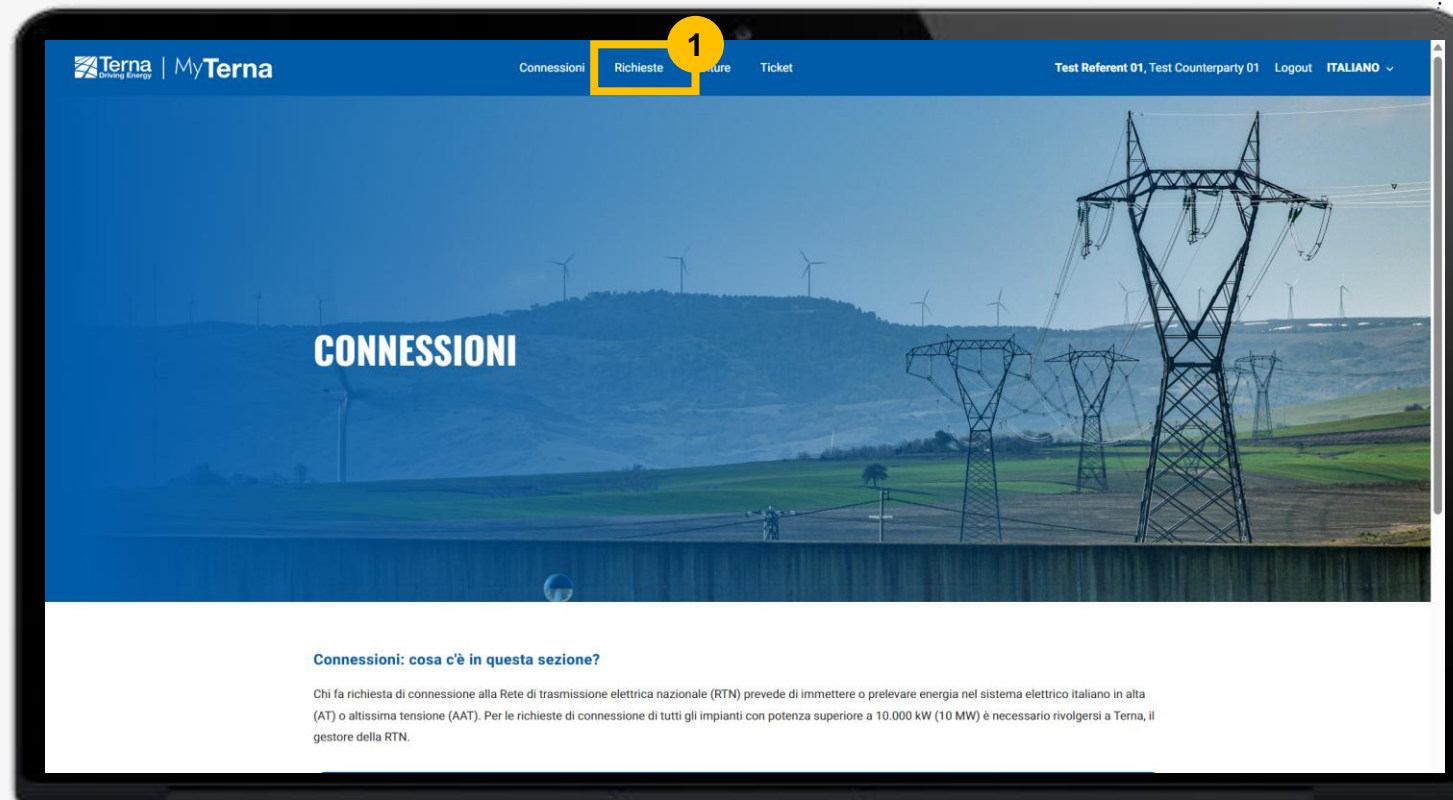 1
Terna
Driving Energy
MyTerna
Connessioni Richieste Ticket
Test Referent 01, Test Counterparty 01 Logout ITALIANO
CONNESSIONI
Connessioni: cosa c'è in questa sezione?
Chi fa richiesta di connessione alla Rete di trasmissione elettrica nazionale (RTN) prevede di immettere o prelevare energia nel sistema elettrico italiano in alta
(AT) o altissima tensione (AAT). Per le richieste di connessione di tutti gli impianti con potenza superiore a 10.000 kW (10 MW) è necessario rivolgersi a Terna, il
gestore della RTN.